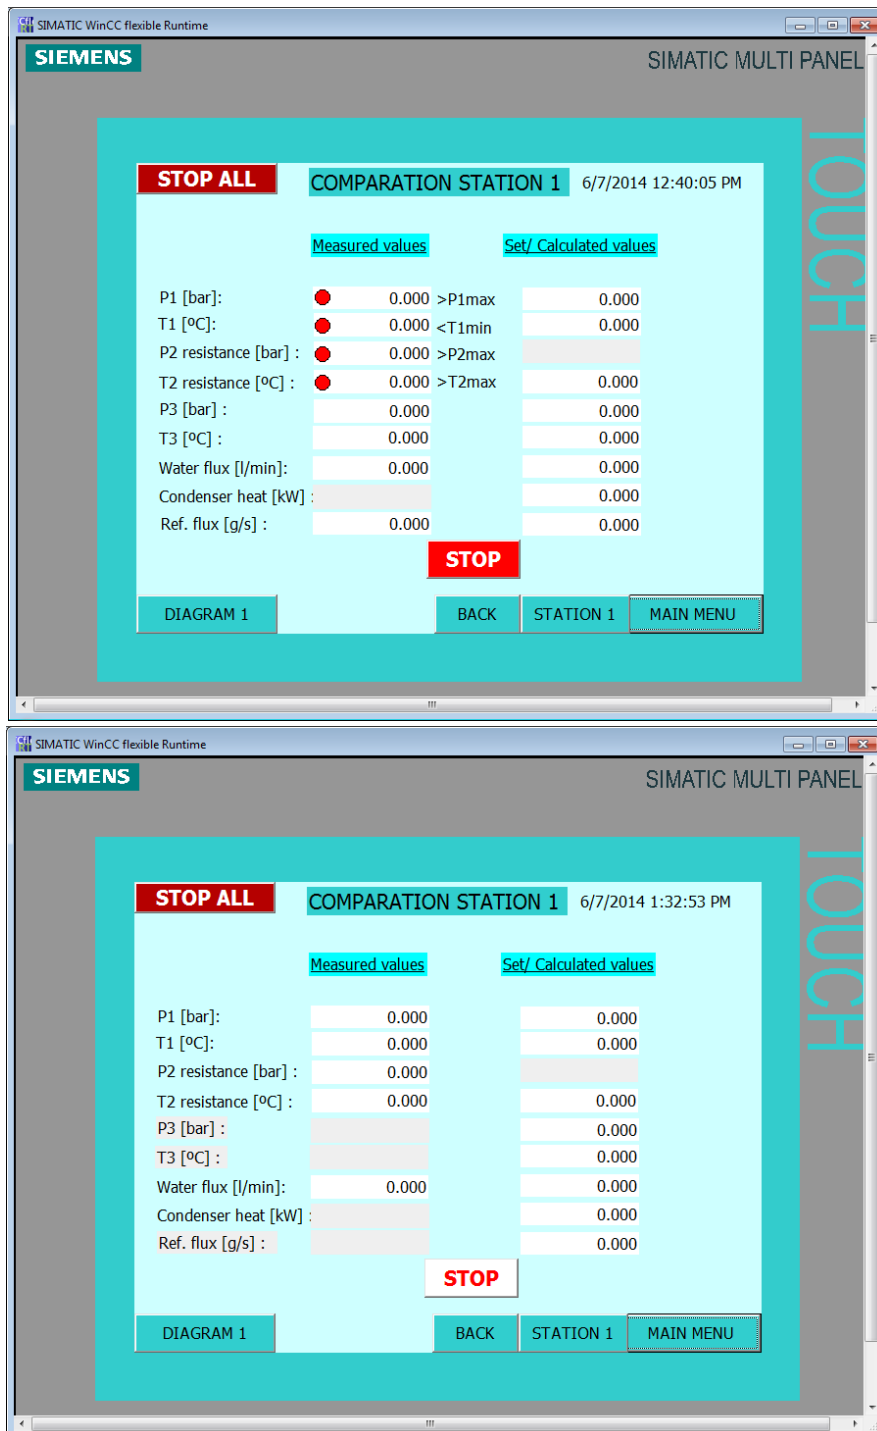 SIMATIC WinCC flexible Runtime
SIEMENS
SIMATIC MULTI PANEL
TOUCH
STOP ALL COMPARATION STATION 1 6/7/2014 12:40:05 PM
Measured values Set/ Calculated values
P1 [bar]: 0.000 >P1max 0.000
T1 [ºC]: 0.000 <T1min 0.000
P2 resistance [bar] : 0.000 >P2max
T2 resistance [ºC] : 0.000 >T2max 0.000
P3 [bar] : 0.000 0.000
T3 [ºC] : 0.000 0.000
Water flux [l/min]: 0.000 0.000
Condenser heat [kW] : 0.000
Ref. flux [g/s] : 0.000 0.000
STOP
DIAGRAM 1 BACK STATION 1 MAIN MENU
SIMATIC WinCC flexible Runtime
SIEMENS
SIMATIC MULTI PANEL
TOUCH
STOP ALL COMPARATION STATION 1 6/7/2014 1:32:53 PM
Measured values Set/ Calculated values
P1 [bar]: 0.000 0.000
T1 [ºC]: 0.000 0.000
P2 resistance [bar] : 0.000
T2 resistance [ºC] : 0.000 0.000
P3 [bar] : 0.000
T3 [ºC] : 0.000
Water flux [l/min]: 0.000 0.000
Condenser heat [kW] : 0.000
Ref. flux [g/s] : 0.000
STOP
DIAGRAM 1 BACK STATION 1 MAIN MENU